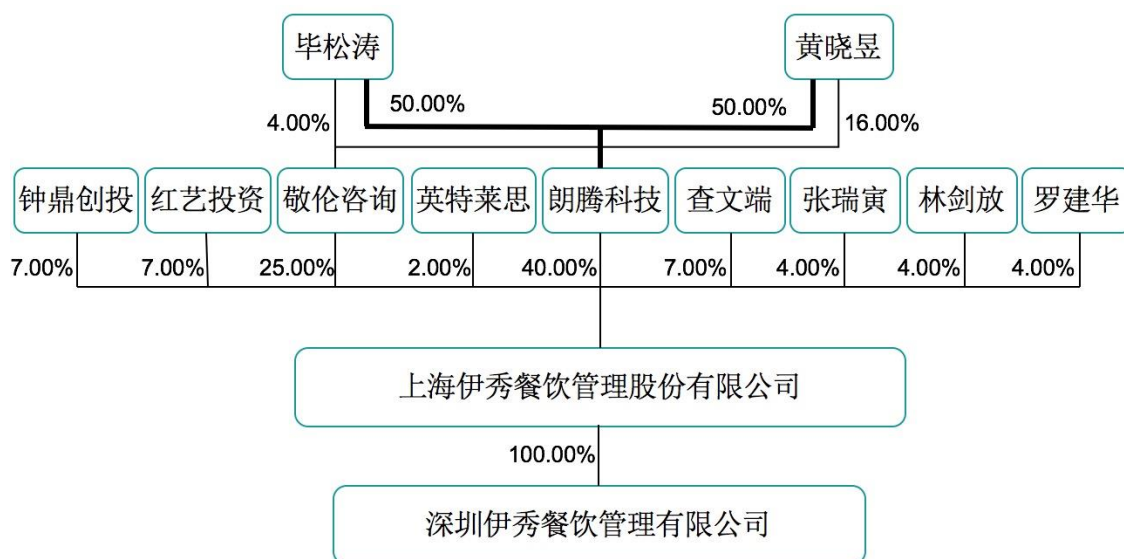 毕松涛
黄晓昱
50.00%
50.00%
4.00%
16.00%
钟鼎创投
红艺投资
敬伦咨询
英特莱思
朗腾科技
查文端
张瑞寅
林剑放
罗建华
7.00%
7.00%
25.00%
2.00%
40.00%
7.00%
4.00%
4.00%
4.00%
上海伊秀餐饮管理股份有限公司
100.00%
深圳伊秀餐饮管理有限公司